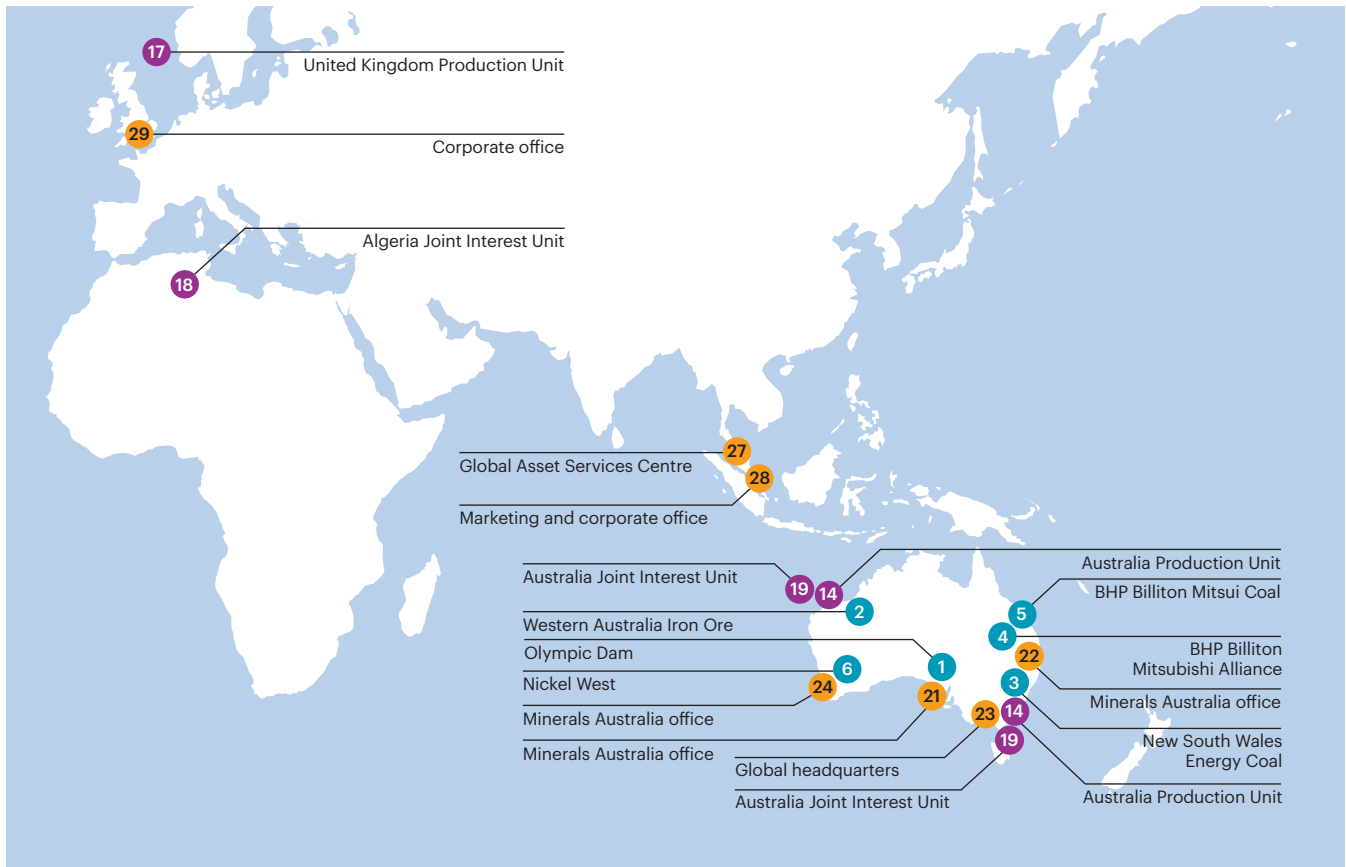 17
United Kingdom Production Unit
29
Corporate office
Algeria Joint Interest Unit
18
27
Global Asset Services Centre
28
Marketing and corporate office
Australia Production Unit
Australia Joint Interest Unit
19
14
BHP Billiton Mitsui Coal
5
2
Western Australia Iron Ore
4
BHP Billiton
Mitsubishi Alliance
Olympic Dam
1
22
6
Nickel West
24
3
Minerals Australia office
21
Minerals Australia office
23
14
New South Wales
Energy Coal
Minerals Australia office
19
Global headquarters
Australia Production Unit
Australia Joint Interest Unit